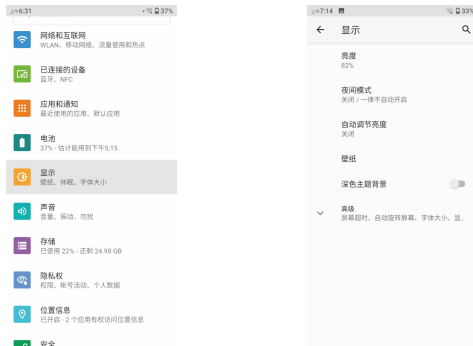 上午6:31
37%
网络和互联网
WLAN、移动网络、流量使用和热点
已连接的设备
蓝牙、NFC
应用和通知
最近使用的应用、默认应用
电池
37% - 估计能用到下午5:15
显示
壁纸、休眠、字体大小
声音
音量、振动、勿扰
存储
已使用 22% - 还剩 24.98 GB
隐私权
权限、帐号活动、个人数据
位置信息
已开启 - 2 个应用有权访问位置信息
安全
上午7:14
33%
显示
亮度
82%
夜间模式
关闭 / 一律不自动开启
自动调节亮度
关闭
壁纸
深色主题背景
高级
屏幕超时、自动旋转屏幕、字体大小、显..